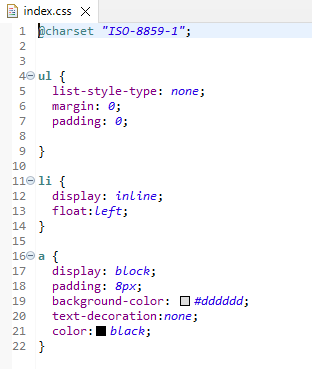 index.css
1 @charset "ISO-8859-1";
2
3
4 ul {
5 list-style-type: none;
6 margin: 0;
7 padding: 0;
8
9 }
10
11 li {
12 display: inline;
13 float:left;
14 }
15
16 a {
17 display: block;
18 padding: 8px;
19 background-color: #dddddd;
20 text-decoration:none;
21 color: black;
22 }